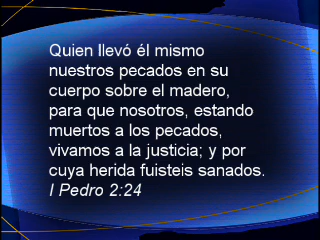 Quien llevó él mismo
nuestros pecados en su
cuerpo sobre el madero,
para que nosotros, estando
muertos a los pecados,
vivamos a la justicia; y por
cuya herida fuisteis sanados.
I Pedro 2:24